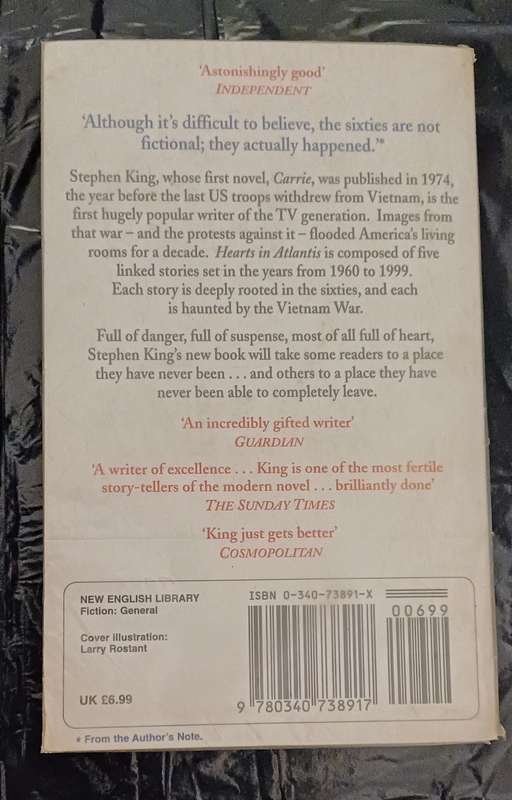 ‘Astonishingly good’
INDEPENDENT
‘Although it’s difficult to believe, the sixties are not
fictional; they actually happened.’*
Stephen King, whose first novel, Carrie, was published in 1974,
the year before the last US troops withdrew from Vietnam, is the
first hugely popular writer of the TV generation. Images from
that war – and the protests against it – flooded America’s living
rooms for a decade. Hearts in Atlantis is composed of five
linked stories set in the years from 1960 to 1999.
Each story is deeply rooted in the sixties, and each
is haunted by the Vietnam War.
Full of danger, full of suspense, most of all full of heart,
Stephen King’s new book will take some readers to a place
they have never been . . . and others to a place they have
never been able to completely leave.
‘An incredibly gifted writer’
GUARDIAN
‘A writer of excellence . . . King is one of the most fertile
story-tellers of the modern novel . . . brilliantly done’
THE SUNDAY TIMES
‘King just gets better’
COSMOPOLITAN
NEW ENGLISH LIBRARY
Fiction: General
Cover illustration:
Larry Rostant
UK £6.99
ISBN 0-340-73891-X
00699
9 780340 738917
* From the Author’s Note.